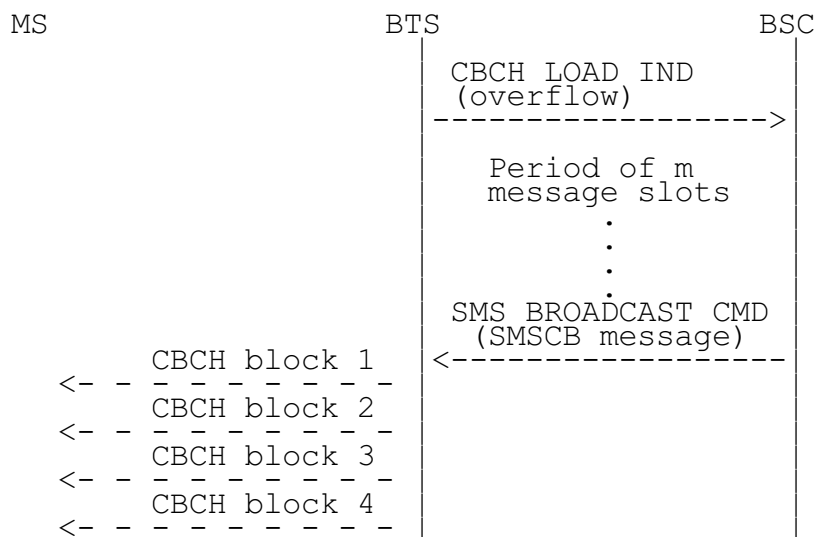 MS BTS BSC
CBCH LOAD IND
(overflow)
Period of m
message slots
.
.
.
.
SMS BROADCAST CMD
(SMSCB message)
CBCH block 1
CBCH block 2
CBCH block 3
CBCH block 4